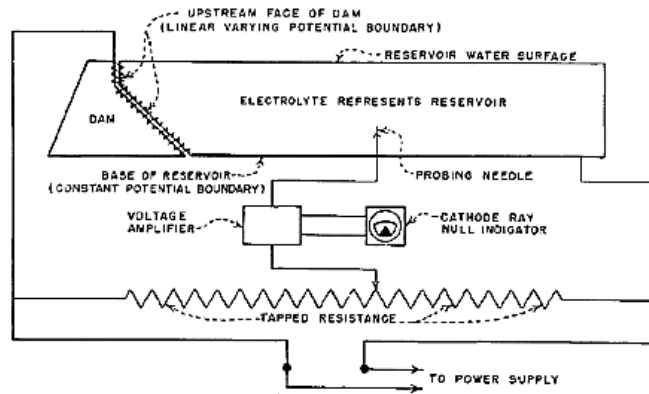 UPSTREAM FACE OF DAM
(LINEAR VARYING POTENTIAL BOUNDARY)
RESERVOIR WATER SURFACE
ELECTROLYTE REPRESENTS RESERVOIR
DAM
BASE OF RESERVOIR
(CONSTANT POTENTIAL BOUNDARY)
PROBING NEEDLE
VOLTAGE
AMPLIFIER
CATHODE RAY
NULL INDIGATOR
TAPPED RESISTANCE
TO POWER SUPPLY